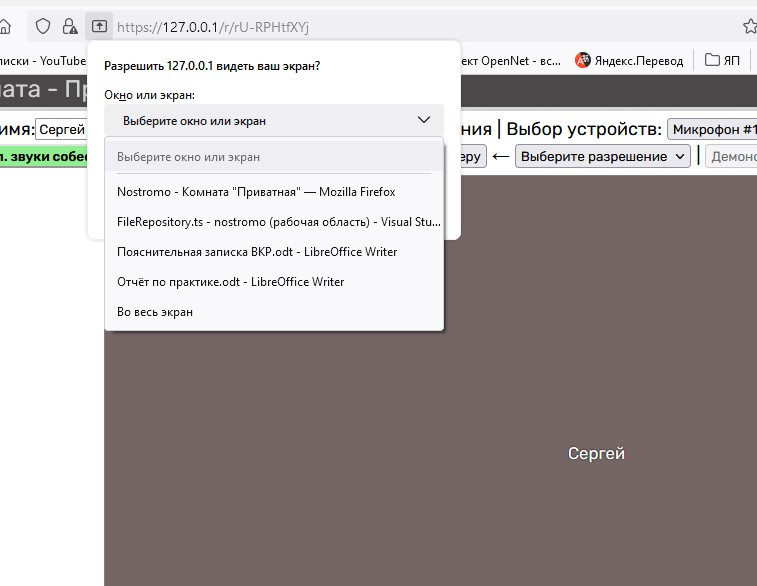 https://127.0.0.1/r/rU-RPHtfXYj
писки - YouTube
ект OpenNet - вс...
Яндекс.Перевод
ЯП
ата - Пр
Разрешить 127.0.0.1 видеть ваш экран?
Окно или экран:
Выберите окно или экран
Выберите окно или экран
Nostromo - Комната "Приватная" — Mozilla Firefox
FileRepository.ts - nostromo (рабочая область) - Visual Stu...
Пояснительная записка ВКР.odt - LibreOffice Writer
Отчёт по практике.odt - LibreOffice Writer
Во весь экран
имя: Сергей
ния | Выбор устройств: Микрофон #1
л. звуки собес
еру ← Выберите разрешение | Демонс
Сергей